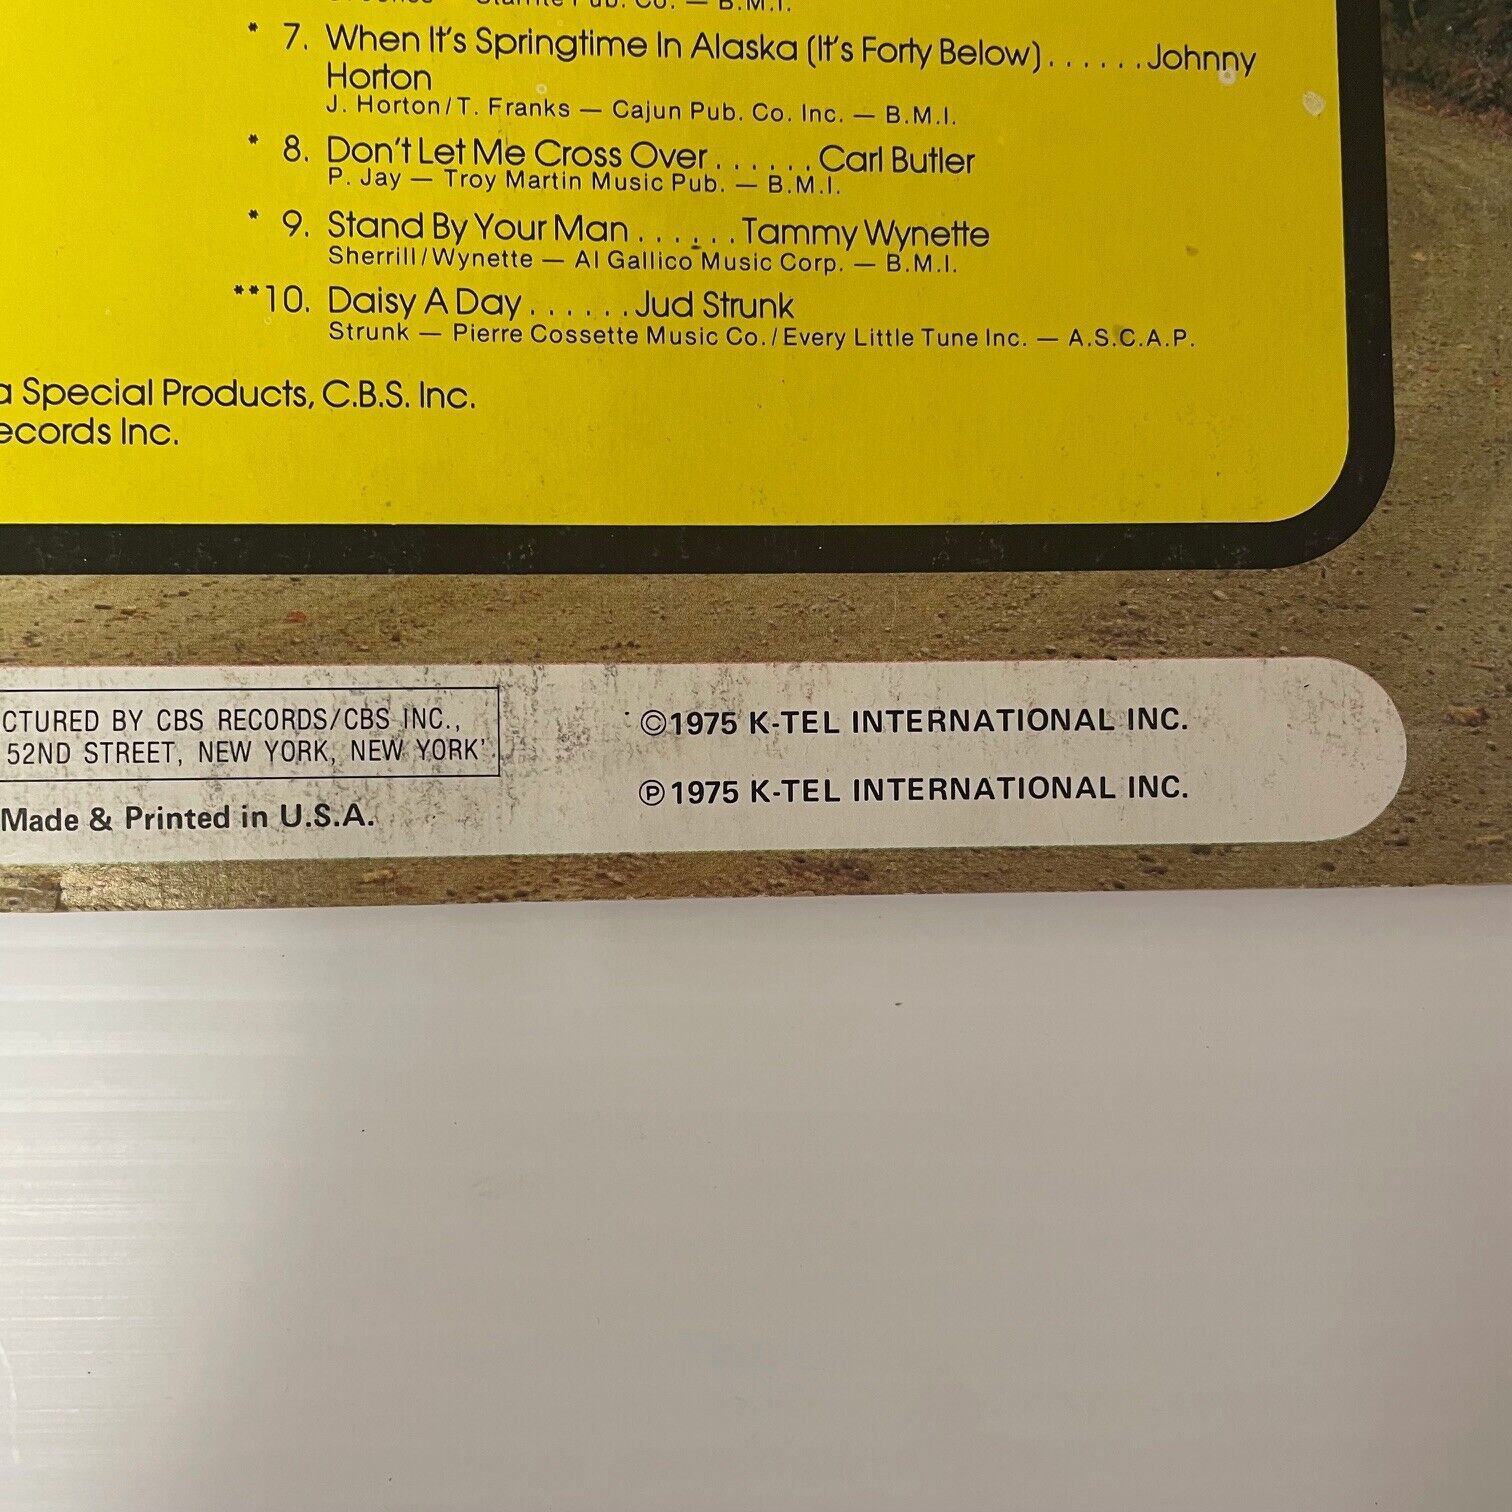 Pub. Co. — B.M.I.
* 7. When It's Springtime In Alaska (It's Forty Below)......Johnny
Horton
J. Horton/T. Franks — Cajun Pub. Co. Inc. — B.M.I.
* 8. Don't Let Me Cross Over......Carl Butler
P. Jay — Troy Martin Music Pub. — B.M.I.
* 9. Stand By Your Man......Tammy Wynette
Sherrill/Wynette — Al Gallico Music Corp. — B.M.I.
**10. Daisy A Day......Jud Strunk
Strunk — Pierre Cossette Music Co./Every Little Tune Inc. — A.S.C.A.P.
a Special Products, C.B.S. Inc.
ecords Inc.
CTURED BY CBS RECORDS/CBS INC.,
52ND STREET, NEW YORK, NEW YORK
Made & Printed in U.S.A.
©1975 K-TEL INTERNATIONAL INC.
℗1975 K-TEL INTERNATIONAL INC.